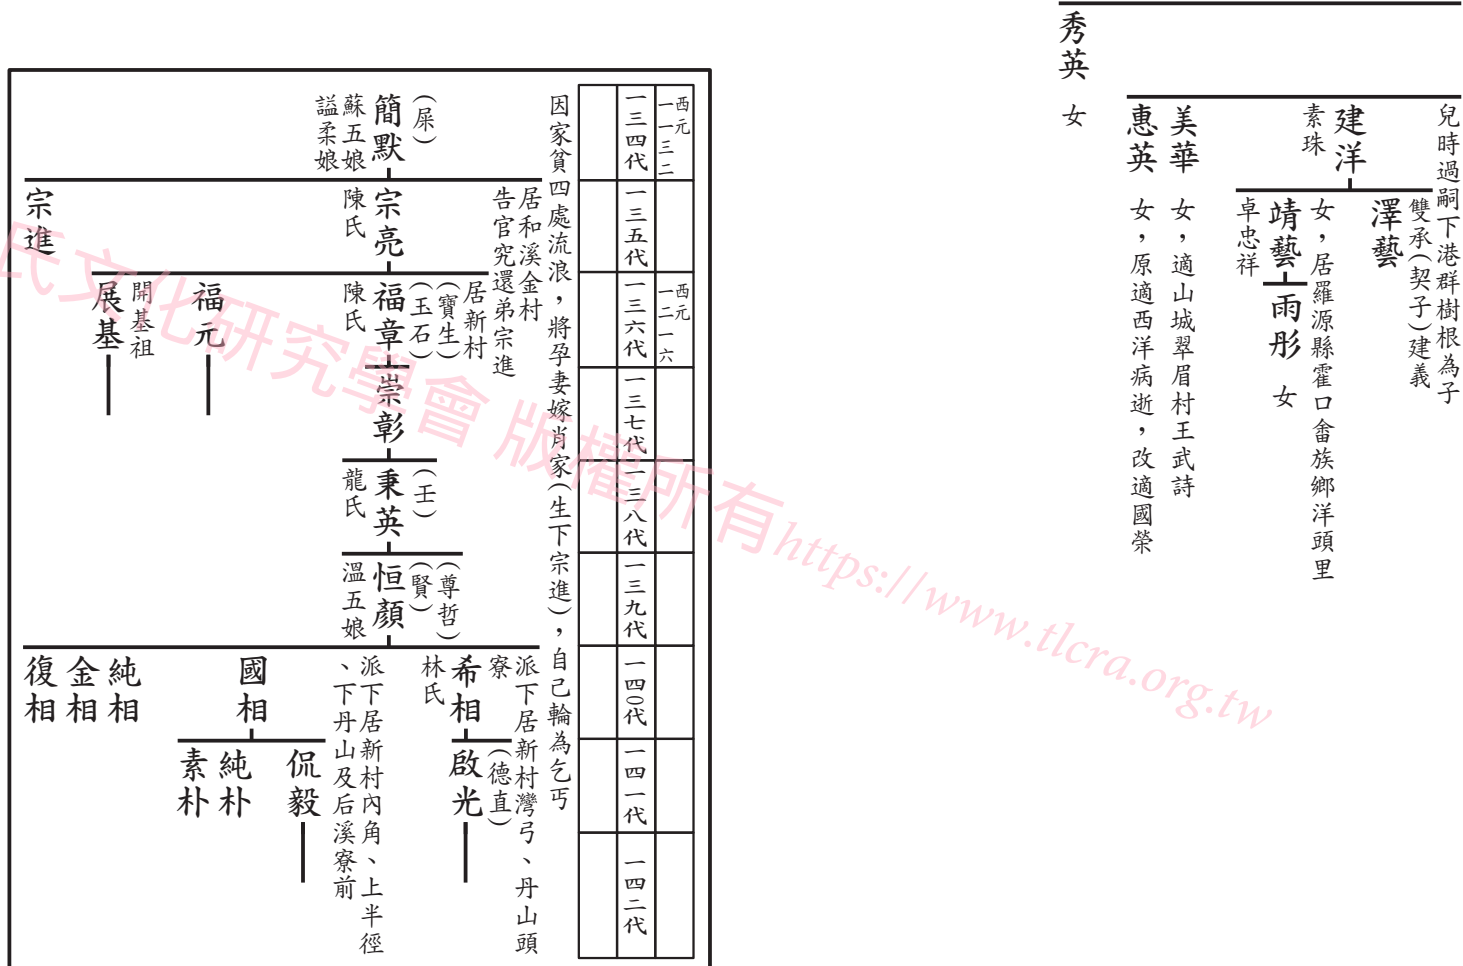 兒時過嗣下港群樹根為子
雙承(契子)建義
澤藝
建洋
素珠
女，居羅源縣霍口畲族鄉洋頭里
靖藝
卓忠祥
雨彤 女
美華 女，適山城翠眉村王武詩
惠英 女，原適西洋病逝，改適國榮
秀英 女
西元一一三二
西元一二一六
一三四代
一三五代
一三六代
一三七代
一三八代
一三九代
一四０代
一四一代
一四二代
因家貧四處流浪，將孕妻嫁肖家(生下宗進)，自己輪為乞丐
(屎)
簡默
蘇五娘
謚柔娘
居和溪金村
告官究還弟宗進
宗亮
陳氏
宗進
居新村
(寶生)
(玉石)
福章
陳氏
福元
開基祖
展基
崇彰
(王)
秉英
龍氏
(尊哲)
(賢)
恒顏
溫五娘
派下居新村灣弓、丹山頭
寮
希相
林氏
(德直)
啟光
派下居新村內角、上半徑
、下丹山及后溪寮前
國相
侃毅
純朴
素朴
純相
金相
復相
氏文化研究學會 版權所有https://www.tlcra.org.tw